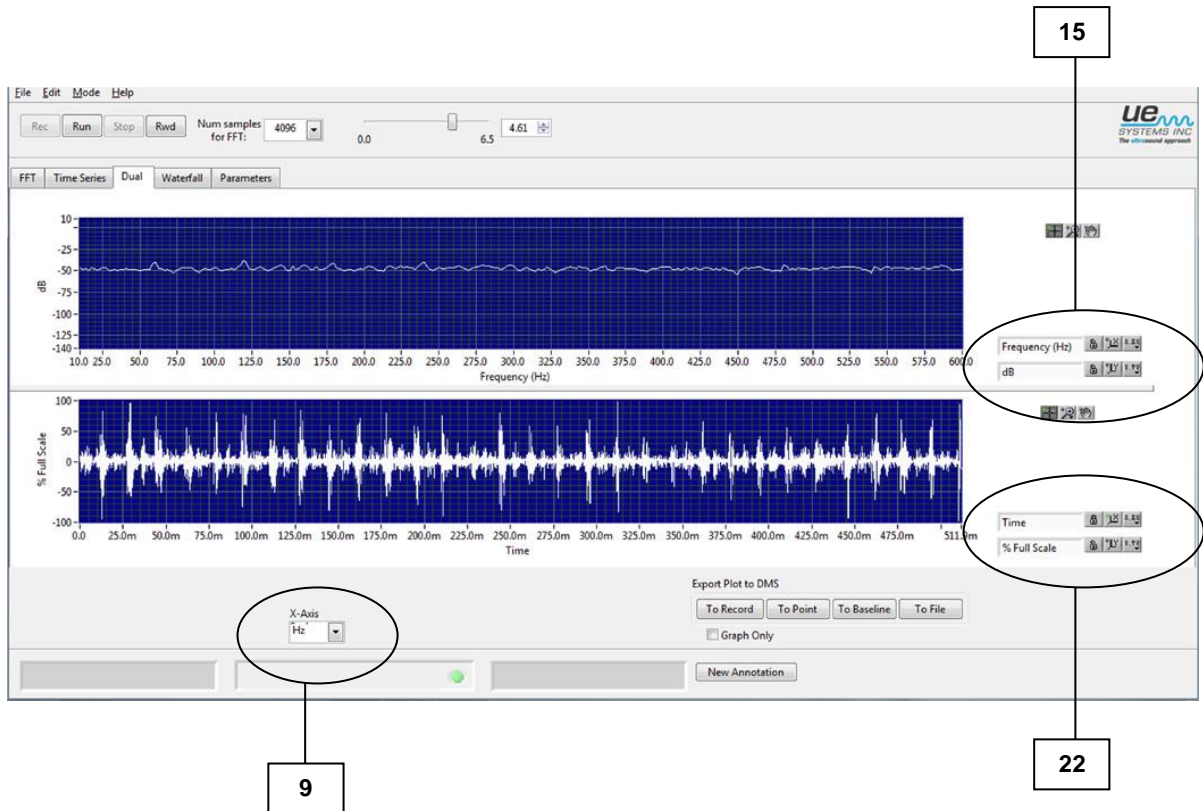 15
File Edit Mode Help
Rec Run Stop Rwd Num samples for FFT: 4096 0.0 6.5 4.61
ue SYSTEMS INC
The ultrasound approach
FFT Time Series Dual Waterfall Parameters
10
-25
-50
-75
-100
-125
-140
dB
10.0 25.0 50.0 75.0 100.0 125.0 150.0 175.0 200.0 225.0 250.0 275.0 300.0 325.0 350.0 375.0 400.0 425.0 450.0 475.0 500.0 525.0 550.0 575.0
Frequency (Hz)
Frequency (Hz)
dB
100
50
0
-50
-100
% Full Scale
0.0 25.0m 50.0m 75.0m 100.0m 125.0m 150.0m 175.0m 200.0m 225.0m 250.0m 275.0m 300.0m 325.0m 350.0m 375.0m 400.0m 425.0m 450.0m 475.0m
Time
Time
% Full Scale
X-Axis
Hz
Export Plot to DMS
To Record To Point To Baseline To File
Graph Only
New Annotation
9
22